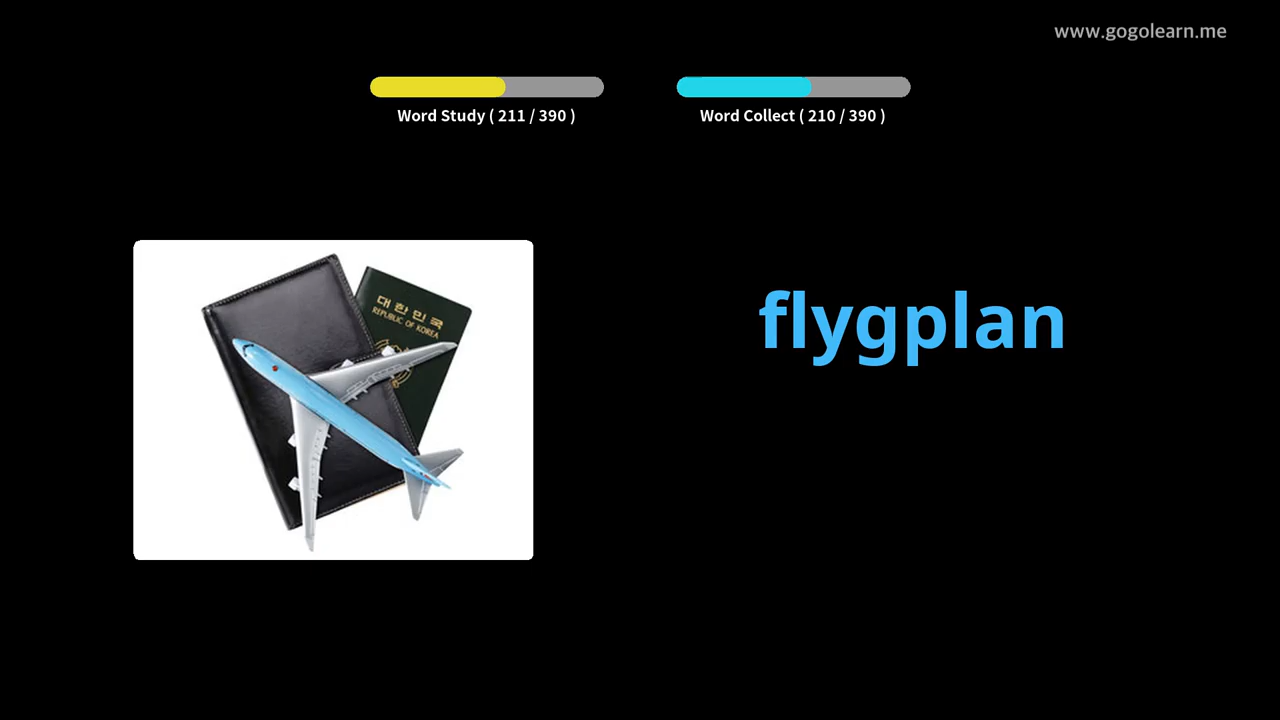 www.gogolearn.me
Word Study ( 211 / 390 )
Word Collect ( 210 / 390 )
대한민국
REPUBLIC OF KOREA
flygplan